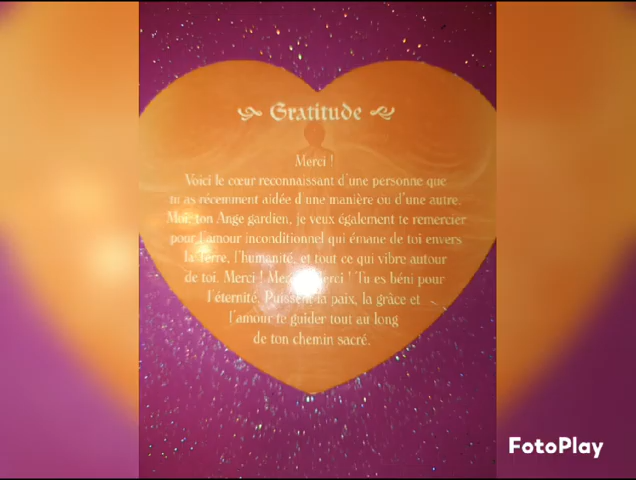 Gratitude
Merci !
Voici le cœur reconnaissant d'une personne que
tu as récemment aidée d'une manière ou d'une autre.
Moi, ton Ange gardien, je veux également te remercier
pour l'amour inconditionnel qui émane de toi envers
la Terre, l'humanité, et tout ce qui vibre autour
de toi. Merci ! Merci ! Merci ! Tu es béni pour
l'éternité. Puissent la paix, la grâce et
l'amour te guider tout au long
de ton chemin sacré.
FotoPlay